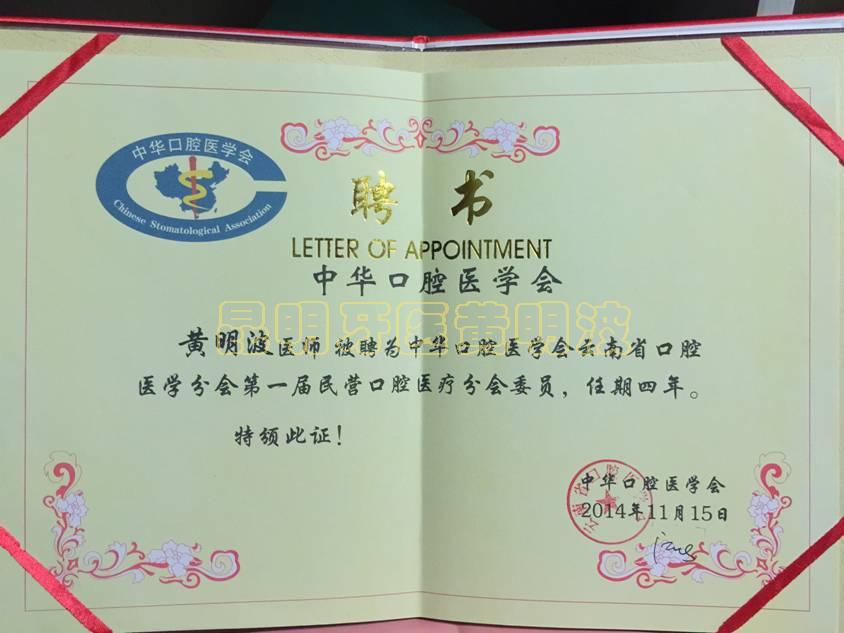 中华口腔医学会
Chinese Stomatological Association
聘书
LETTER OF APPOINTMENT
中华口腔医学会
昆明牙医黄明波
黄明波医师 被聘为中华口腔医学会云南省口腔
医学分会第一届民营口腔医疗分会委员，任期四年。
特颁此证！
中华口腔医学会
2014年11月15日